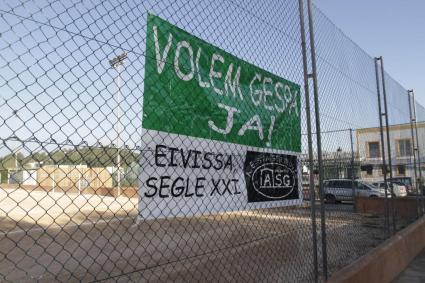 VOLEM GESPA
JA!
EIVISSA,
SEGLE XXI
ASG